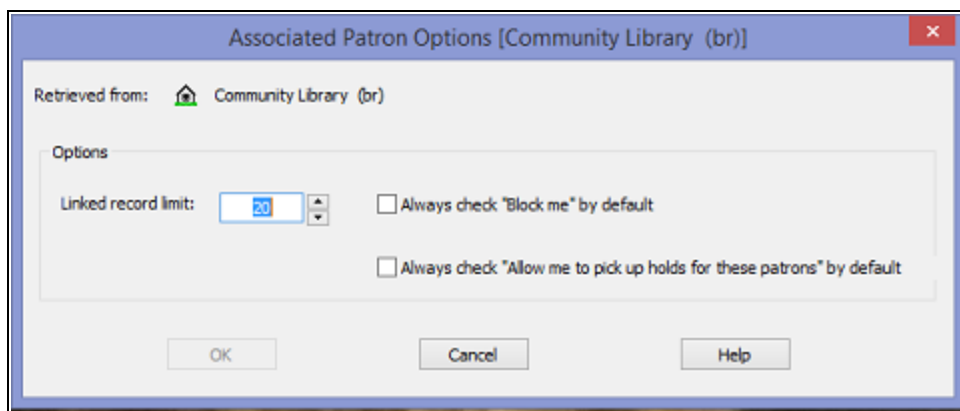 Associated Patron Options [Community Library (br)]
Retrieved from: Community Library (br)
Options
Linked record limit: 20 Always check "Block me" by default
Always check "Allow me to pick up holds for these patrons" by default
OK Cancel Help